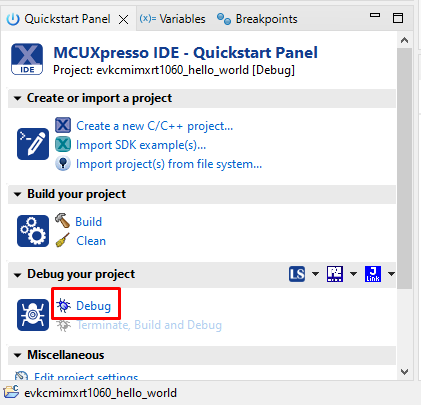 Quickstart Panel (x)= Variables Breakpoints
MCUXpresso IDE - Quickstart Panel
IDE
Project: evkcmimxrt1060_hello_world [Debug]
Create or import a project
Create a new C/C++ project...
Import SDK example(s)...
Import project(s) from file system...
Build your project
Build
Clean
Debug your project LS J Link
Debug
Terminate, Build and Debug
Miscellaneous
Edit project settings
evkcmimxrt1060_hello_world